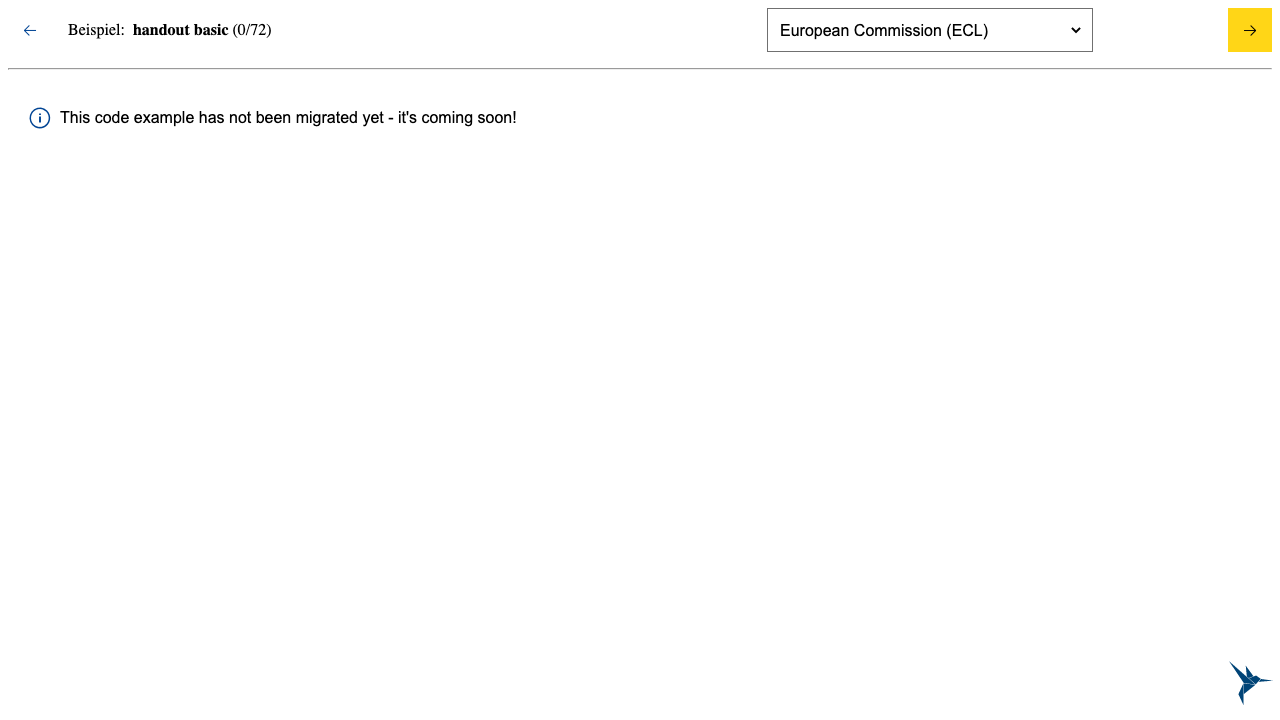 Beispiel: handout basic (0/72)
European Commission (ECL)
This code example has not been migrated yet - it's coming soon!